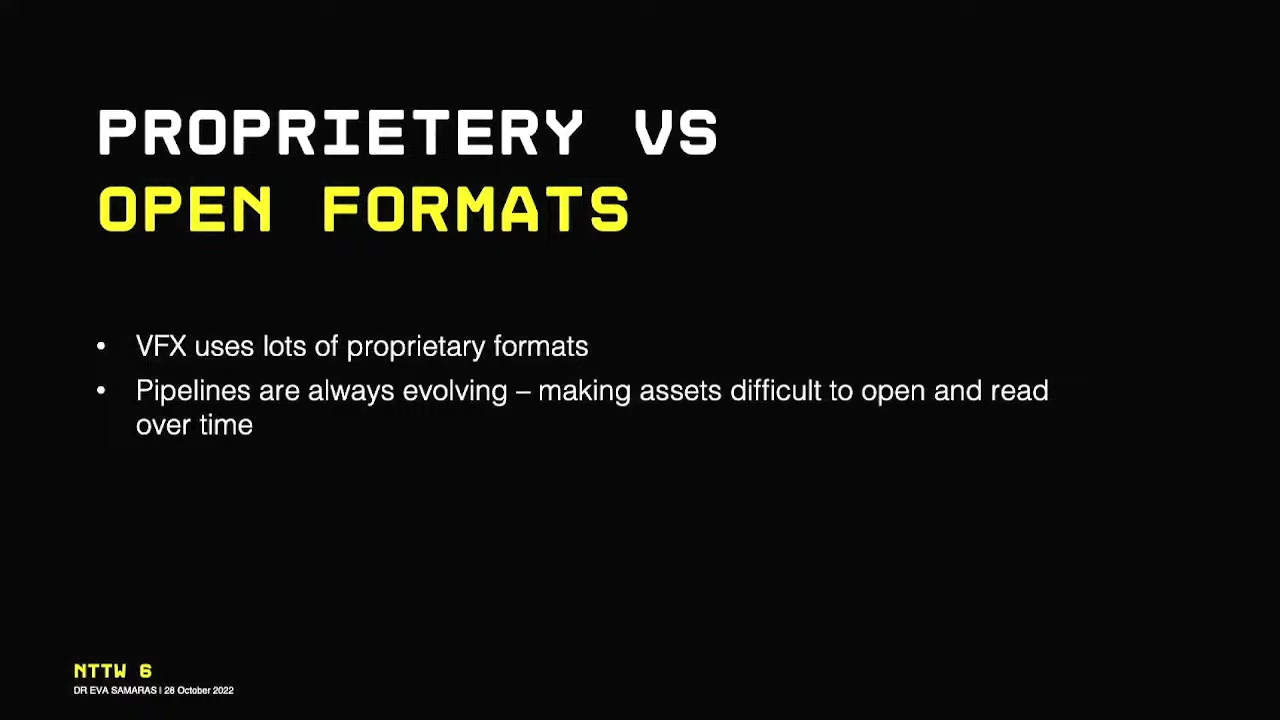 PROPRIETERY VS
OPEN FORMATS
• VFX uses lots of proprietary formats
• Pipelines are always evolving – making assets difficult to open and read
over time
NTTW 6
DR EVA SAMARAS | 28 October 2022